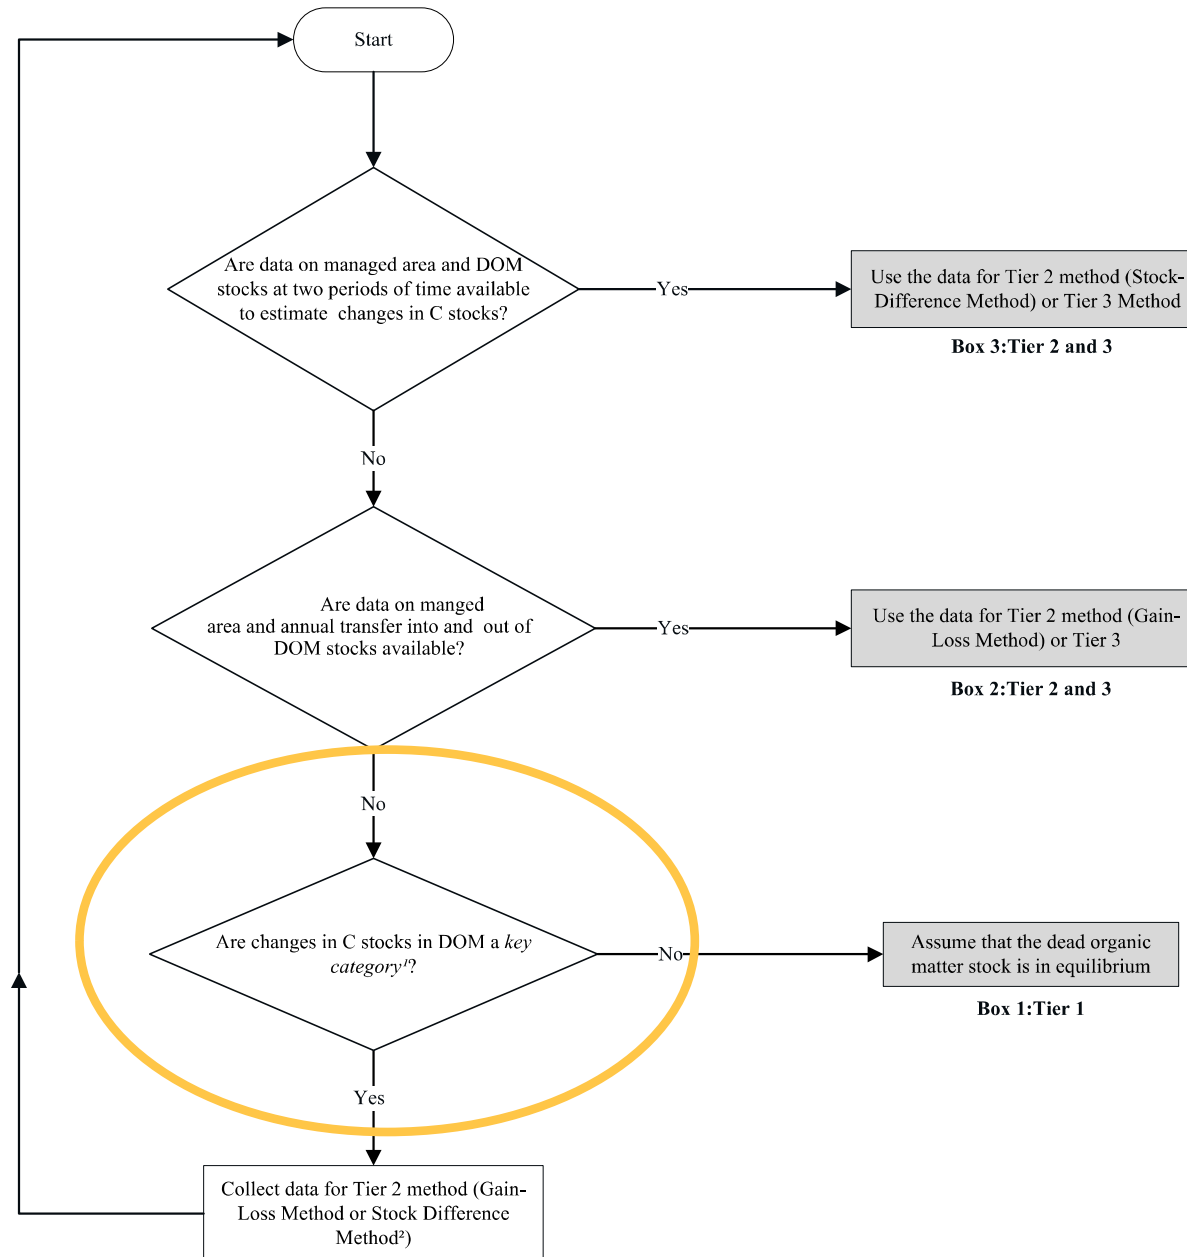 Start
Are data on managed area and DOM
stocks at two periods of time available
to estimate changes in C stocks?
Yes
Use the data for Tier 2 method (Stock-
Difference Method) or Tier 3 Method
Box 3:Tier 2 and 3
No
Are data on manged
area and annual transfer into and out of
DOM stocks available?
Yes
Use the data for Tier 2 method (Gain-
Loss Method) or Tier 3
Box 2:Tier 2 and 3
No
Are changes in C stocks in DOM a key
category¹?
No
Assume that the dead organic
matter stock is in equilibrium
Box 1:Tier 1
Yes
Collect data for Tier 2 method (Gain-
Loss Method or Stock Difference
Method²)